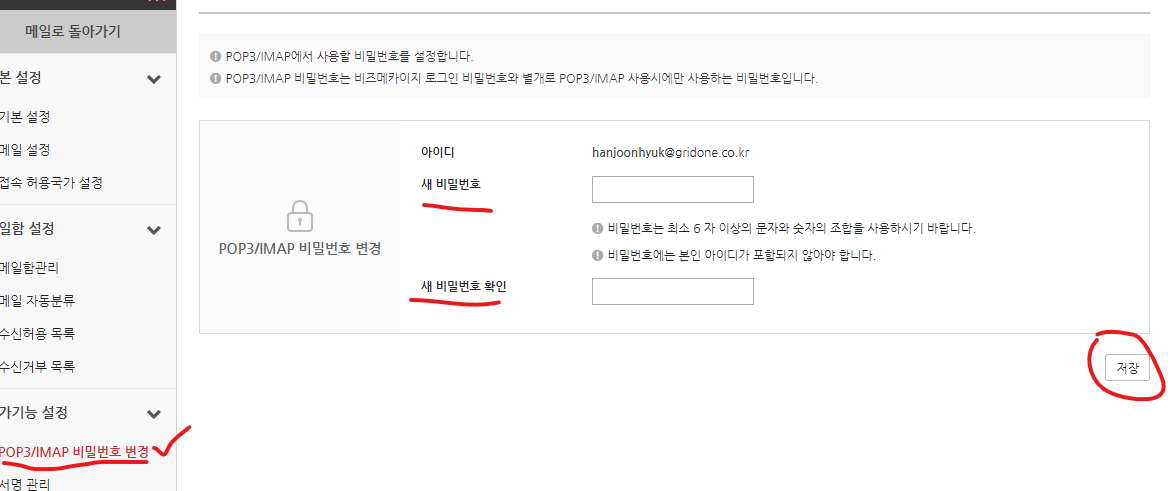 메일로 돌아가기
본 설정
기본 설정
메일 설정
접속 허용국가 설정
일함 설정
메일함관리
메일 자동분류
수신허용 목록
수신거부 목록
가기능 설정
POP3/IMAP 비밀번호 변경
서명 관리
POP3/IMAP에서 사용할 비밀번호를 설정합니다.
POP3/IMAP 비밀번호는 비즈메카이지 로그인 비밀번호와 별개로 POP3/IMAP 사용시에만 사용하는 비밀번호입니다.
POP3/IMAP 비밀번호 변경
아이디 hanjoonhyuk@gridone.co.kr
새 비밀번호
비밀번호는 최소 6 자 이상의 문자와 숫자의 조합을 사용하시기 바랍니다.
비밀번호에는 본인 아이디가 포함되지 않아야 합니다.
새 비밀번호 확인
저장